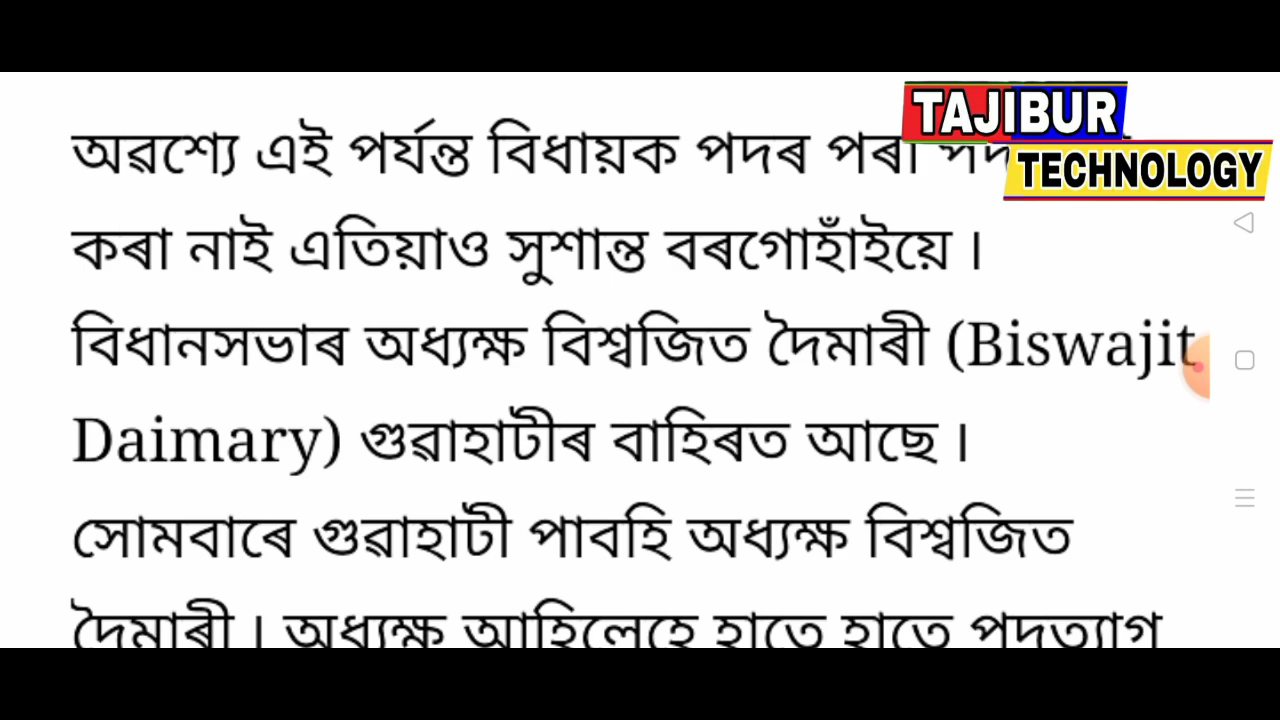 TAJIBUR
TECHNOLOGY
অৱশ্যে এই পৰ্যন্ত বিধায়ক পদৰ পৰা
কৰা নাই এতিয়াও সুশান্ত বৰগোহাঁইয়ে ।
বিধানসভাৰ অধ্যক্ষ বিশ্বজিত দৈমাৰী (Biswajit
Daimary) গুৱাহাটীৰ বাহিৰত আছে ।
সোমবাৰে গুৱাহাটী পাবহি অধ্যক্ষ বিশ্বজিত
দৈমাৰী । অধ্যক্ষ আহিলেহে হাতে হাতে পদত্যাগ